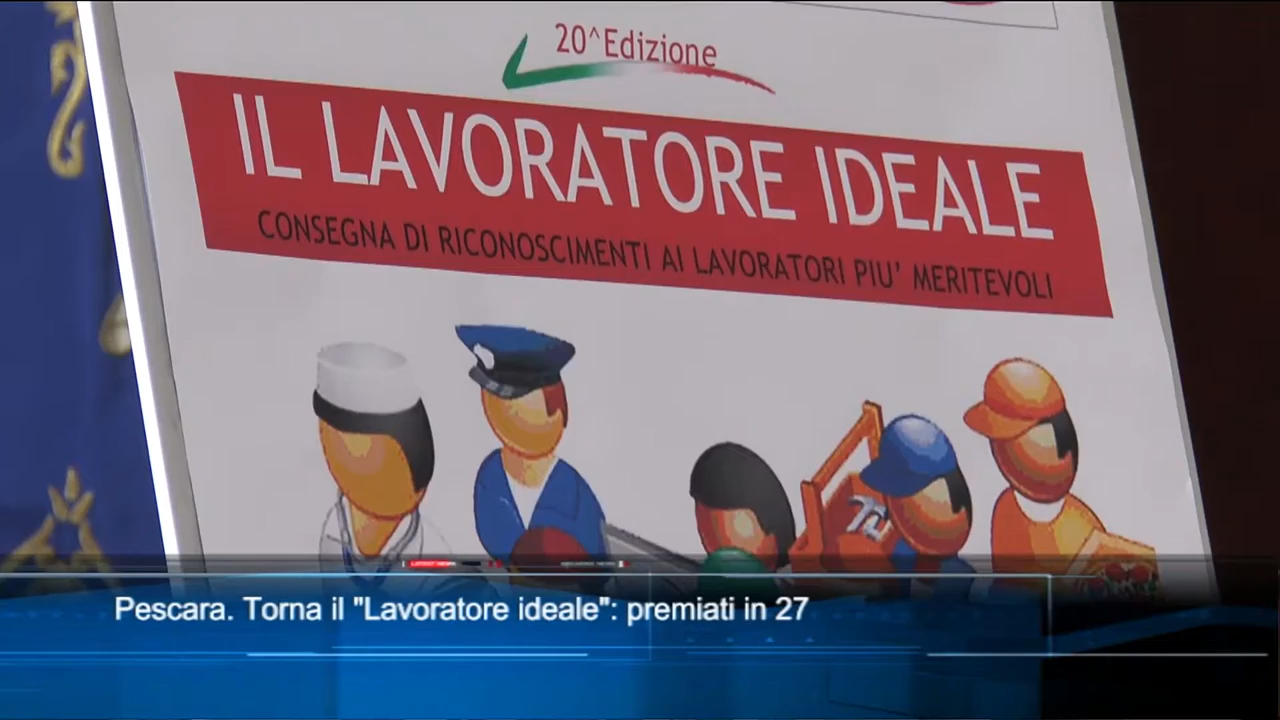 20^Edizione
IL LAVORATORE IDEALE
CONSEGNA DI RICONOSCIMENTI AI LAVORATORI PIU' MERITEVOLI
Pescara. Torna il "Lavoratore ideale": premiati in 27